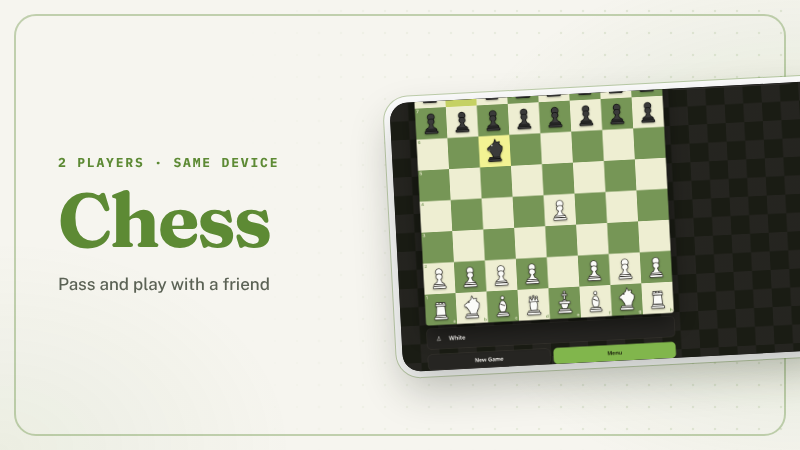 2 PLAYERS · SAME DEVICE
Chess
Pass and play with a friend
White
New Game
Menu